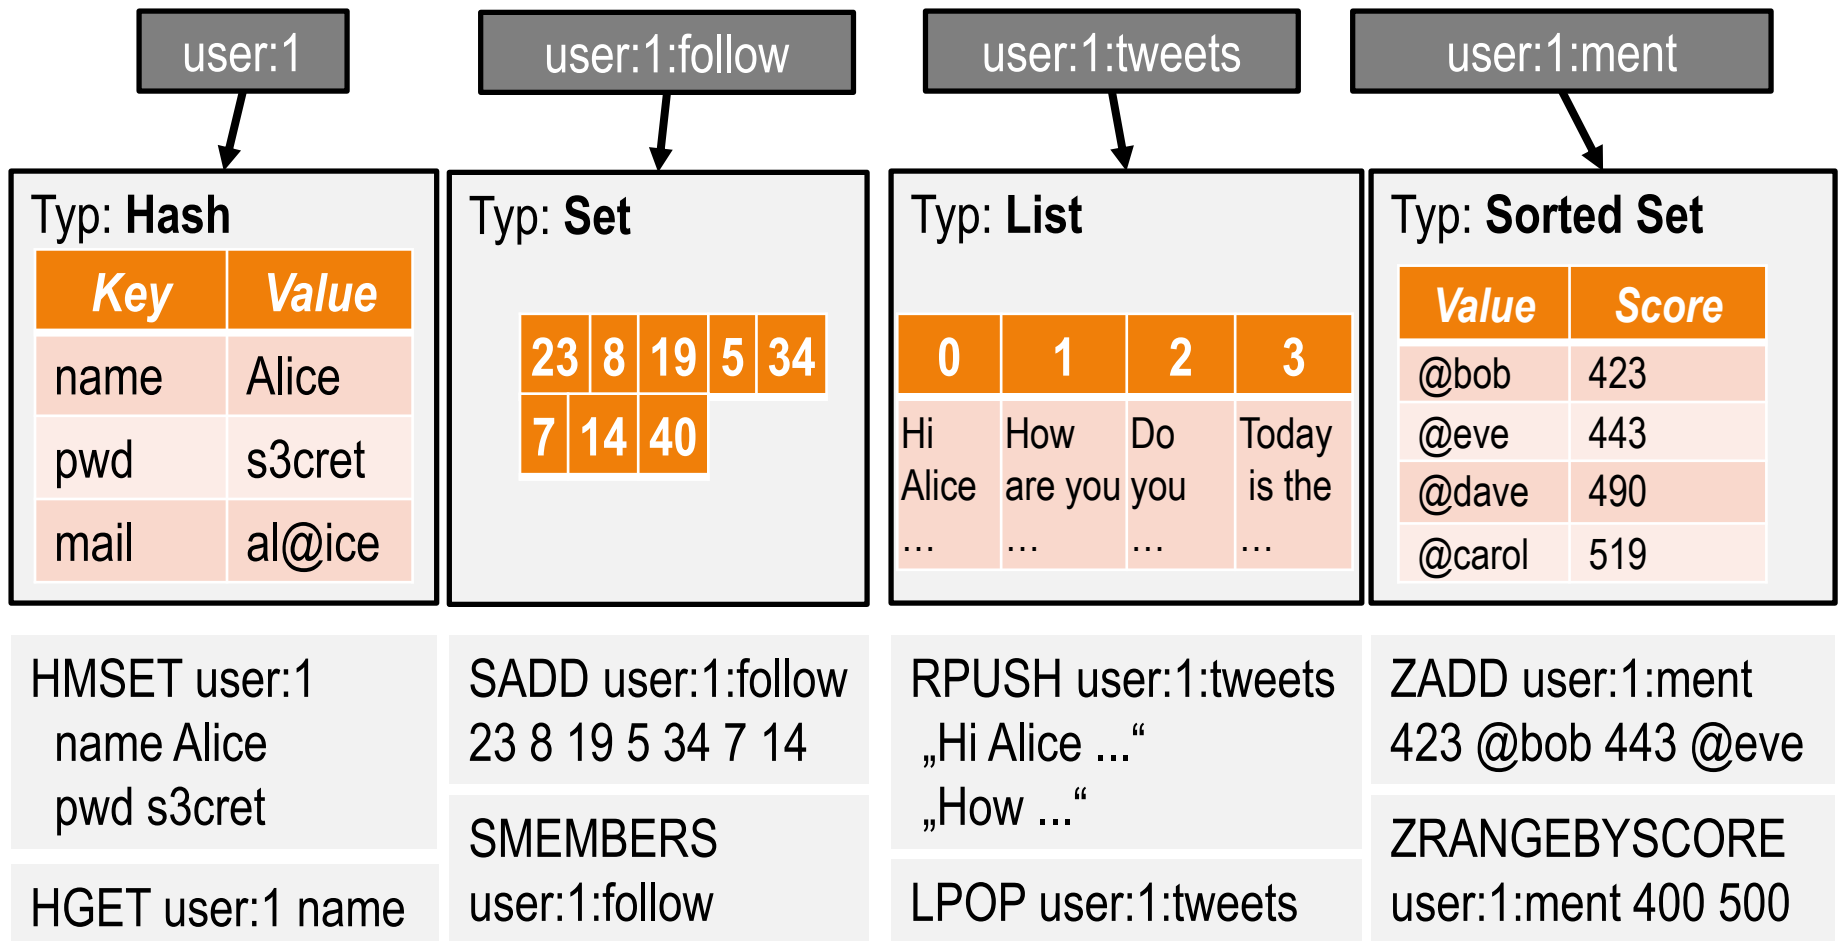 user:1
user:1:follow
user:1:tweets
user:1:ment
Typ: Hash
Key Value
name Alice
pwd s3cret
mail al@ice
Typ: Set
23 8 19 5 34
7 14 40
Typ: List
0 1 2 3
Hi How Do Today
Alice are you you is the
… … … …
Typ: Sorted Set
Value Score
@bob 423
@eve 443
@dave 490
@carol 519
HMSET user:1
name Alice
pwd s3cret
HGET user:1 name
SADD user:1:follow
23 8 19 5 34 7 14
SMEMBERS
user:1:follow
RPUSH user:1:tweets
„Hi Alice ...“
„How ...“
LPOP user:1:tweets
ZADD user:1:ment
423 @bob 443 @eve
ZRANGEBYSCORE
user:1:ment 400 500